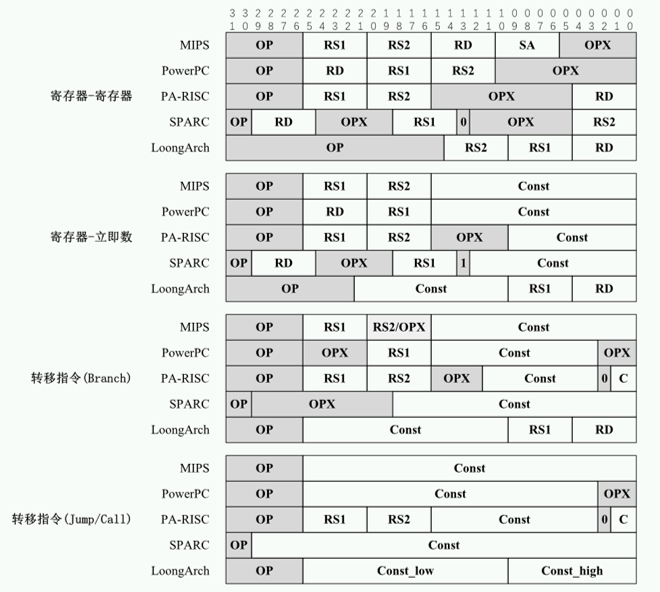 3 3 2 2 2 2 2 2 2 2 2 2 1 1 1 1 1 1 1 1 1 1 0 0 0 0 0 0 0 0 0 0
1 0 9 8 7 6 5 4 3 2 1 0 9 8 7 6 5 4 3 2 1 0 9 8 7 6 5 4 3 2 1 0
MIPS OP RS1 RS2 RD SA OPX
PowerPC OP RD RS1 RS2 OPX
寄存器-寄存器 PA-RISC OP RS1 RS2 OPX RD
SPARC OP RD OPX RS1 0 OPX RS2
LoongArch OP RS2 RS1 RD
MIPS OP RS1 RS2 Const
PowerPC OP RD RS1 Const
寄存器-立即数 PA-RISC OP RS1 RS2 OPX Const
SPARC OP RD OPX RS1 1 Const
LoongArch OP Const RS1 RD
MIPS OP RS1 RS2/OPX Const
PowerPC OP OPX RS1 Const OPX
转移指令(Branch) PA-RISC OP RS1 RS2 OPX Const 0 C
SPARC OP OPX Const
LoongArch OP Const RS1 RD
MIPS OP Const
PowerPC OP Const OPX
转移指令(Jump/Call) PA-RISC OP RS1 RS2 Const 0 C
SPARC OP Const
LoongArch OP Const_low Const_high